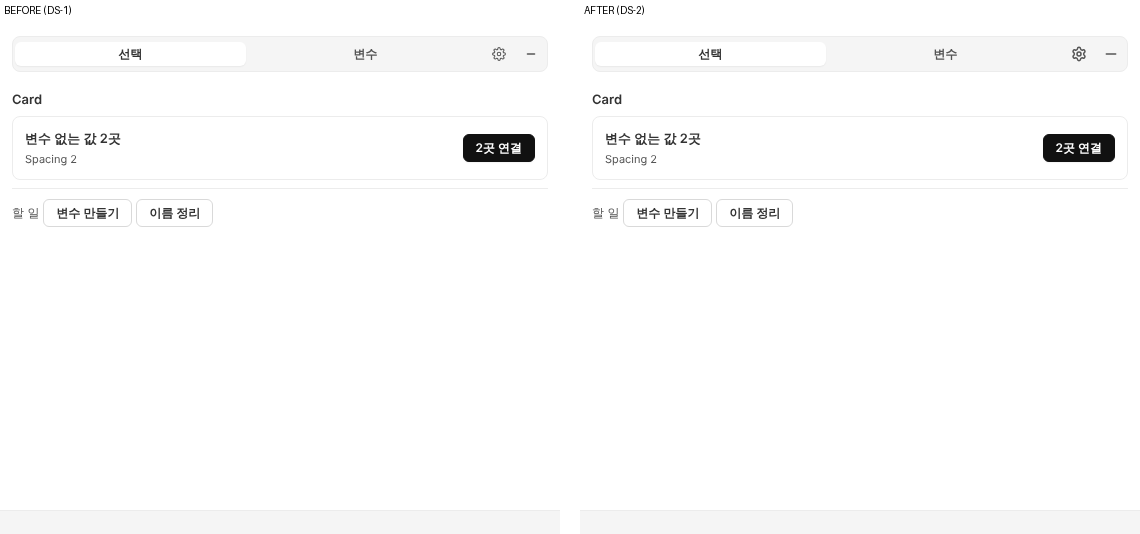 BEFORE (DS-1)
선택 변수
Card
변수 없는 값 2곳
Spacing 2
2곳 연결
할 일 변수 만들기 이름 정리
AFTER (DS-2)
선택 변수
Card
변수 없는 값 2곳
Spacing 2
2곳 연결
할 일 변수 만들기 이름 정리